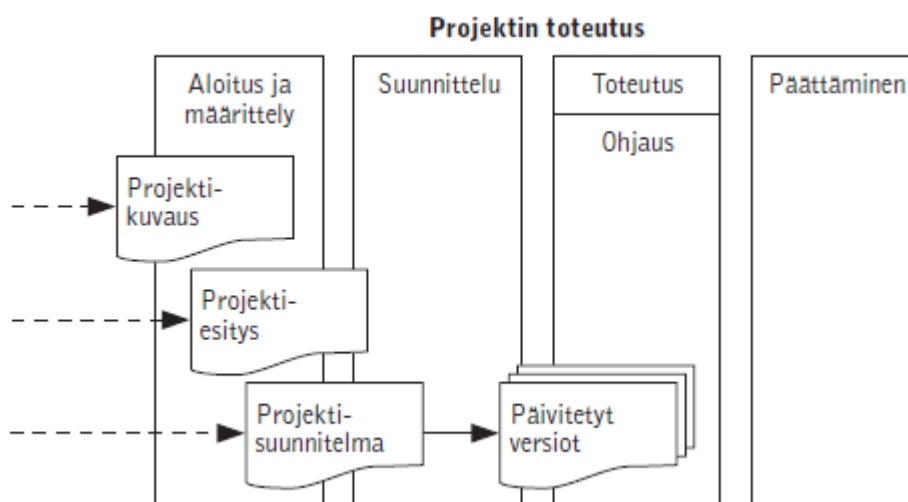 Projektin toteutus
Aloitus ja
määrittely
Suunnittelu
Toteutus
Päättäminen
Ohjaus
Projekti-
kuvaus
Projekti-
esitys
Projekti-
suunnitelma
Päivitetyt
versiot